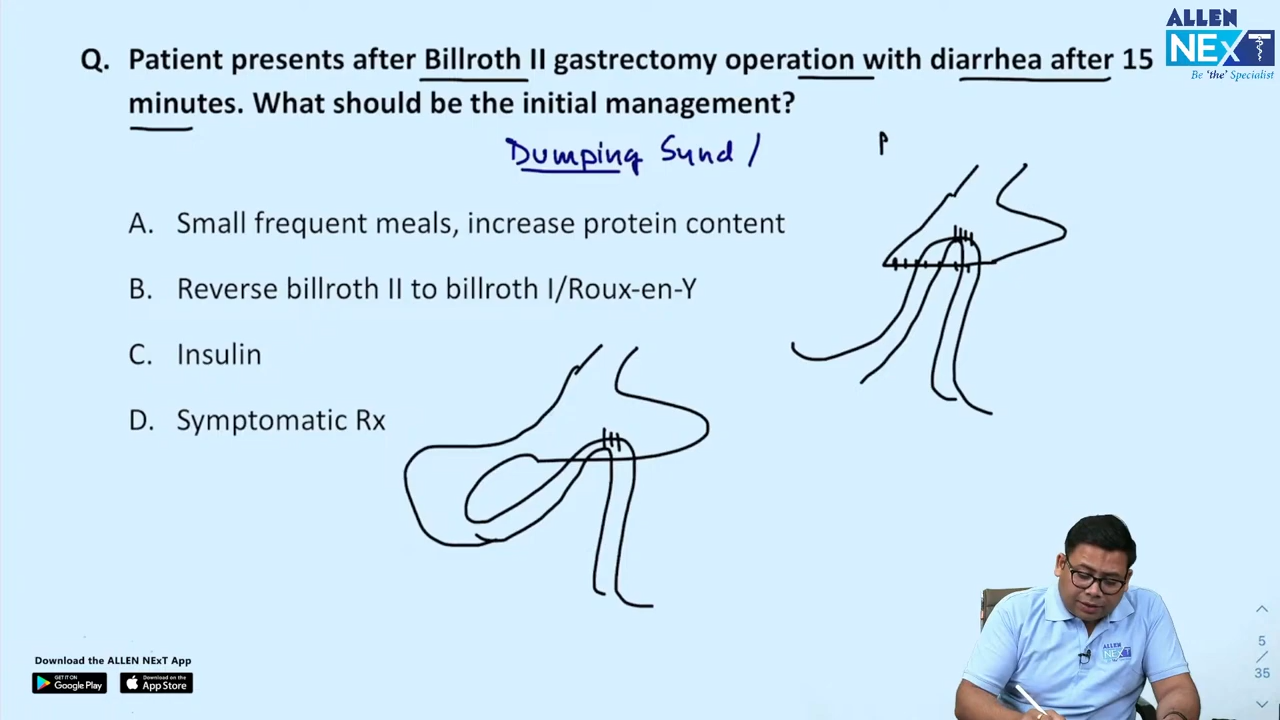 ALLEN
NExT
Be 'the' Specialist
Q. Patient presents after Billroth II gastrectomy operation with diarrhea after 15
minutes. What should be the initial management?
Dumping Synd /
P
A. Small frequent meals, increase protein content
B. Reverse billroth II to billroth I/Roux-en-Y
C. Insulin
D. Symptomatic Rx
ALLEN
NExT
Download the ALLEN NExT App
GET IT ON
Google Play
Download on the
App Store
5
/
35